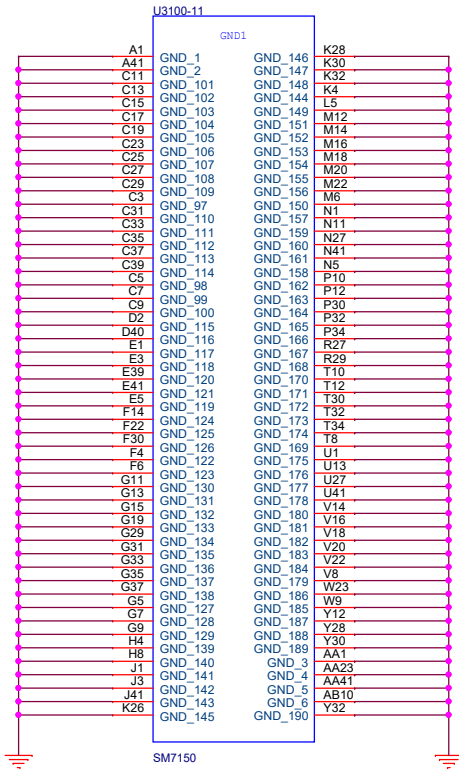 U3100-11
GND1
A1 GND_1 GND_146 K28
A41 GND_2 GND_147 K30
C11 GND_101 GND_148 K32
C13 GND_102 GND_144 K4
C15 GND_103 GND_149 L5
C17 GND_104 GND_151 M12
C19 GND_105 GND_152 M14
C23 GND_106 GND_153 M16
C25 GND_107 GND_154 M18
C27 GND_108 GND_155 M20
C29 GND_109 GND_156 M22
C3 GND_97 GND_150 M6
C31 GND_110 GND_157 N1
C33 GND_111 GND_159 N11
C35 GND_112 GND_160 N27
C37 GND_113 GND_161 N41
C39 GND_114 GND_158 N5
C5 GND_98 GND_162 P10
C7 GND_99 GND_163 P12
C9 GND_100 GND_164 P30
D2 GND_115 GND_165 P32
D40 GND_116 GND_166 P34
E1 GND_117 GND_167 R27
E3 GND_118 GND_168 R29
E39 GND_120 GND_170 T10
E41 GND_121 GND_171 T12
E5 GND_119 GND_172 T30
F14 GND_124 GND_173 T32
F22 GND_125 GND_174 T34
F30 GND_126 GND_169 T8
F4 GND_122 GND_175 U1
F6 GND_123 GND_176 U13
G11 GND_130 GND_177 U27
G13 GND_131 GND_178 U41
G15 GND_132 GND_180 V14
G19 GND_133 GND_181 V16
G29 GND_134 GND_182 V18
G31 GND_135 GND_183 V20
G33 GND_136 GND_184 V22
G35 GND_137 GND_179 V8
G37 GND_138 GND_186 W23
G5 GND_127 GND_185 W9
G7 GND_128 GND_187 Y12
G9 GND_129 GND_188 Y28
H4 GND_139 GND_189 Y30
H8 GND_140 GND_3 AA1
J1 GND_141 GND_4 AA23
J3 GND_142 GND_5 AA41
J41 GND_143 GND_6 AB10
K26 GND_145 GND_190 Y32
SM7150